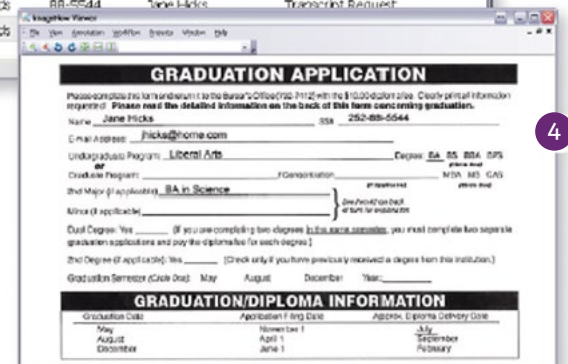 ds 88-5544 Jane Hicks Transcript Request
ds
ImageNow Viewer
File View Annotation Workflow Browse Window Help
4
GRADUATION APPLICATION
Please complete this form and return it to the Bursar's Office (792-7412) with the $10.00 diploma fee. Clearly print all information
requested. Please read the detailed information on the back of this form concerning graduation.
Name Jane Hicks SS# 252-88-5544
E-mail Address: jhicks@home.com
Undergraduate Program: Liberal Arts Degree: BA BS BBA BPS
or
Graduate Program: / Concentration MBA MS CAS
2nd Major (if applicable) BA in Science
Minor (if applicable)
Dual Degree: Yes (If you are completing two degrees in the same semester, you must complete two separate
graduation applications and pay the diploma fee for each degree.)
2nd Degree (if applicable): Yes (Check only if you have previously received a degree from this institution.)
Graduation Semester (Circle One): May August December Year:
GRADUATION/DIPLOMA INFORMATION
Graduation Date Application Filing Date Approx. Diploma Delivery Date
May November 1 July
August April 1 September
December June 1 February